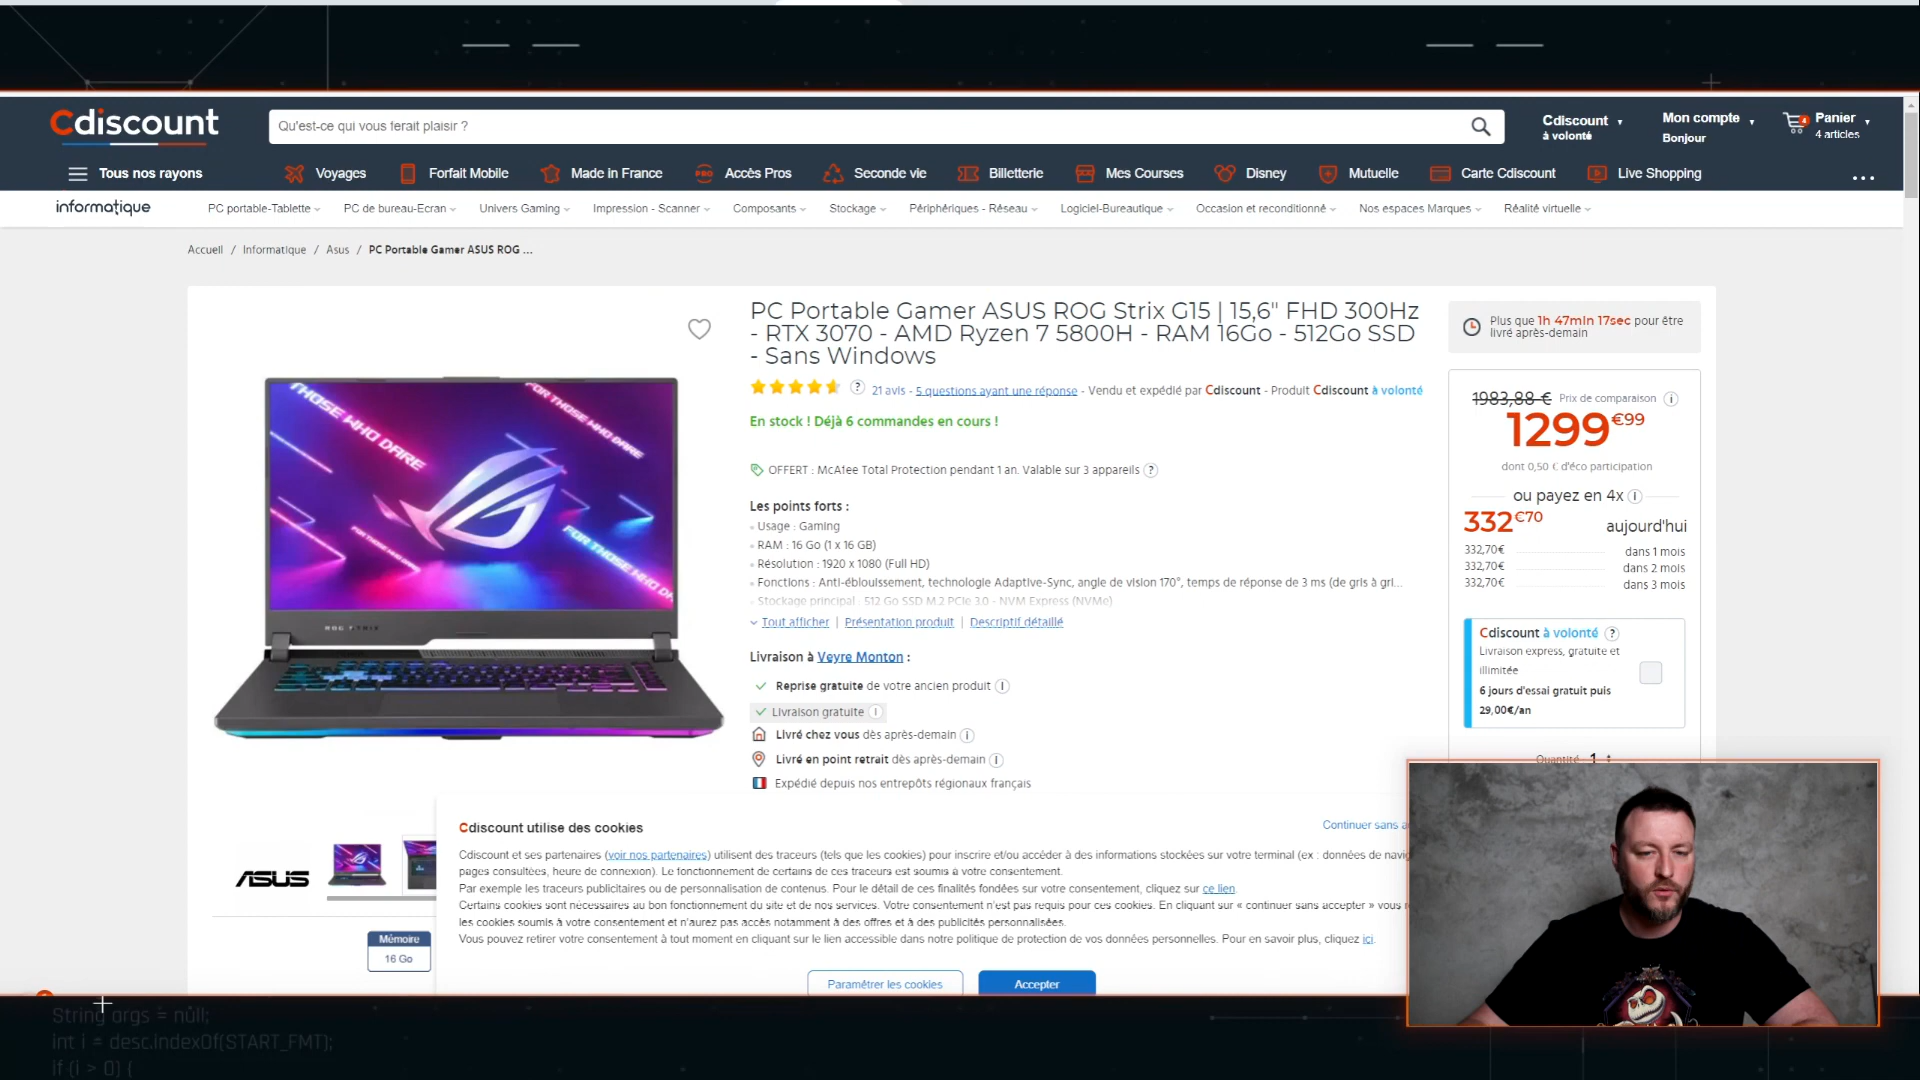 Cdiscount
Qu'est-ce qui vous ferait plaisir ?
Cdiscount
à volonté
Mon compte
Bonjour
4
Panier
4 articles
Tous nos rayons
Voyages
Forfait Mobile
Made in France
PRO
Accès Pros
Seconde vie
Billetterie
Mes Courses
Disney
Mutuelle
Carte Cdiscount
Live Shopping
informatique
PC portable-Tablette
PC de bureau-Ecran
Univers Gaming
Impression - Scanner
Composants
Stockage
Périphériques - Réseau
Logiciel-Bureautique
Occasion et reconditionné
Nos espaces Marques
Réalité virtuelle
Accueil / Informatique / Asus / PC Portable Gamer ASUS ROG ...
THOSE WHO DARE
FOR THOSE WHO DARE
FOR THOSE WHO DARE
ROG STRIX
PC Portable Gamer ASUS ROG Strix G15 | 15,6" FHD 300Hz
- RTX 3070 - AMD Ryzen 7 5800H - RAM 16Go - 512Go SSD
- Sans Windows
? 21 avis - 5 questions ayant une réponse - Vendu et expédié par Cdiscount - Produit Cdiscount à volonté
En stock ! Déjà 6 commandes en cours !
OFFERT : McAfee Total Protection pendant 1 an. Valable sur 3 appareils ?
Les points forts :
Usage : Gaming
RAM : 16 Go (1 x 16 GB)
Résolution : 1920 x 1080 (Full HD)
Fonctions : Anti-éblouissement, technologie Adaptive-Sync, angle de vision 170°, temps de réponse de 3 ms (de gris à gri...
Stockage principal : 512 Go SSD M.2 PCIe 3.0 - NVM Express (NVMe)
Tout afficher | Présentation produit | Descriptif détaillé
Livraison à Veyre Monton :
Reprise gratuite de votre ancien produit i
Livraison gratuite i
Livré chez vous dès après-demain i
Livré en point retrait dès après-demain i
Expédié depuis nos entrepôts régionaux français
Plus que 1h 47min 17sec pour être
livré après-demain
1983,88 € Prix de comparaison i
1299€99
dont 0,50 € d'éco participation
ou payez en 4x i
332€70 aujourd'hui
332,70€ dans 1 mois
332,70€ dans 2 mois
332,70€ dans 3 mois
Cdiscount à volonté ?
Livraison express, gratuite et
illimitée
6 jours d'essai gratuit puis
29,00€/an
Quantité 1
ASUS
Mémoire
16 Go
Cdiscount utilise des cookies
Continuer sans a
Cdiscount et ses partenaires (voir nos partenaires) utilisent des traceurs (tels que les cookies) pour inscrire et/ou accéder à des informations stockées sur votre terminal (ex : données de navig
pages consultées, heure de connexion). Le fonctionnement de certains de ces traceurs est soumis à votre consentement.
Par exemple les traceurs publicitaires ou de personnalisation de contenus. Pour le détail de ces finalités fondées sur votre consentement, cliquez sur ce lien.
Certains cookies sont nécessaires au bon fonctionnement du site et de nos services. Votre consentement n'est pas requis pour ces cookies. En cliquant sur « continuer sans accepter » vous r
les cookies soumis à votre consentement et n'aurez pas accès notamment à des offres et à des publicités personnalisées.
Vous pouvez retirer votre consentement à tout moment en cliquant sur le lien accessible dans notre politique de protection de vos données personnelles. Pour en savoir plus, cliquez ici.
Paramétrer les cookies
Accepter
String args = null;
int i = desc.indexOf(START_FMT);
if (i > 0) {